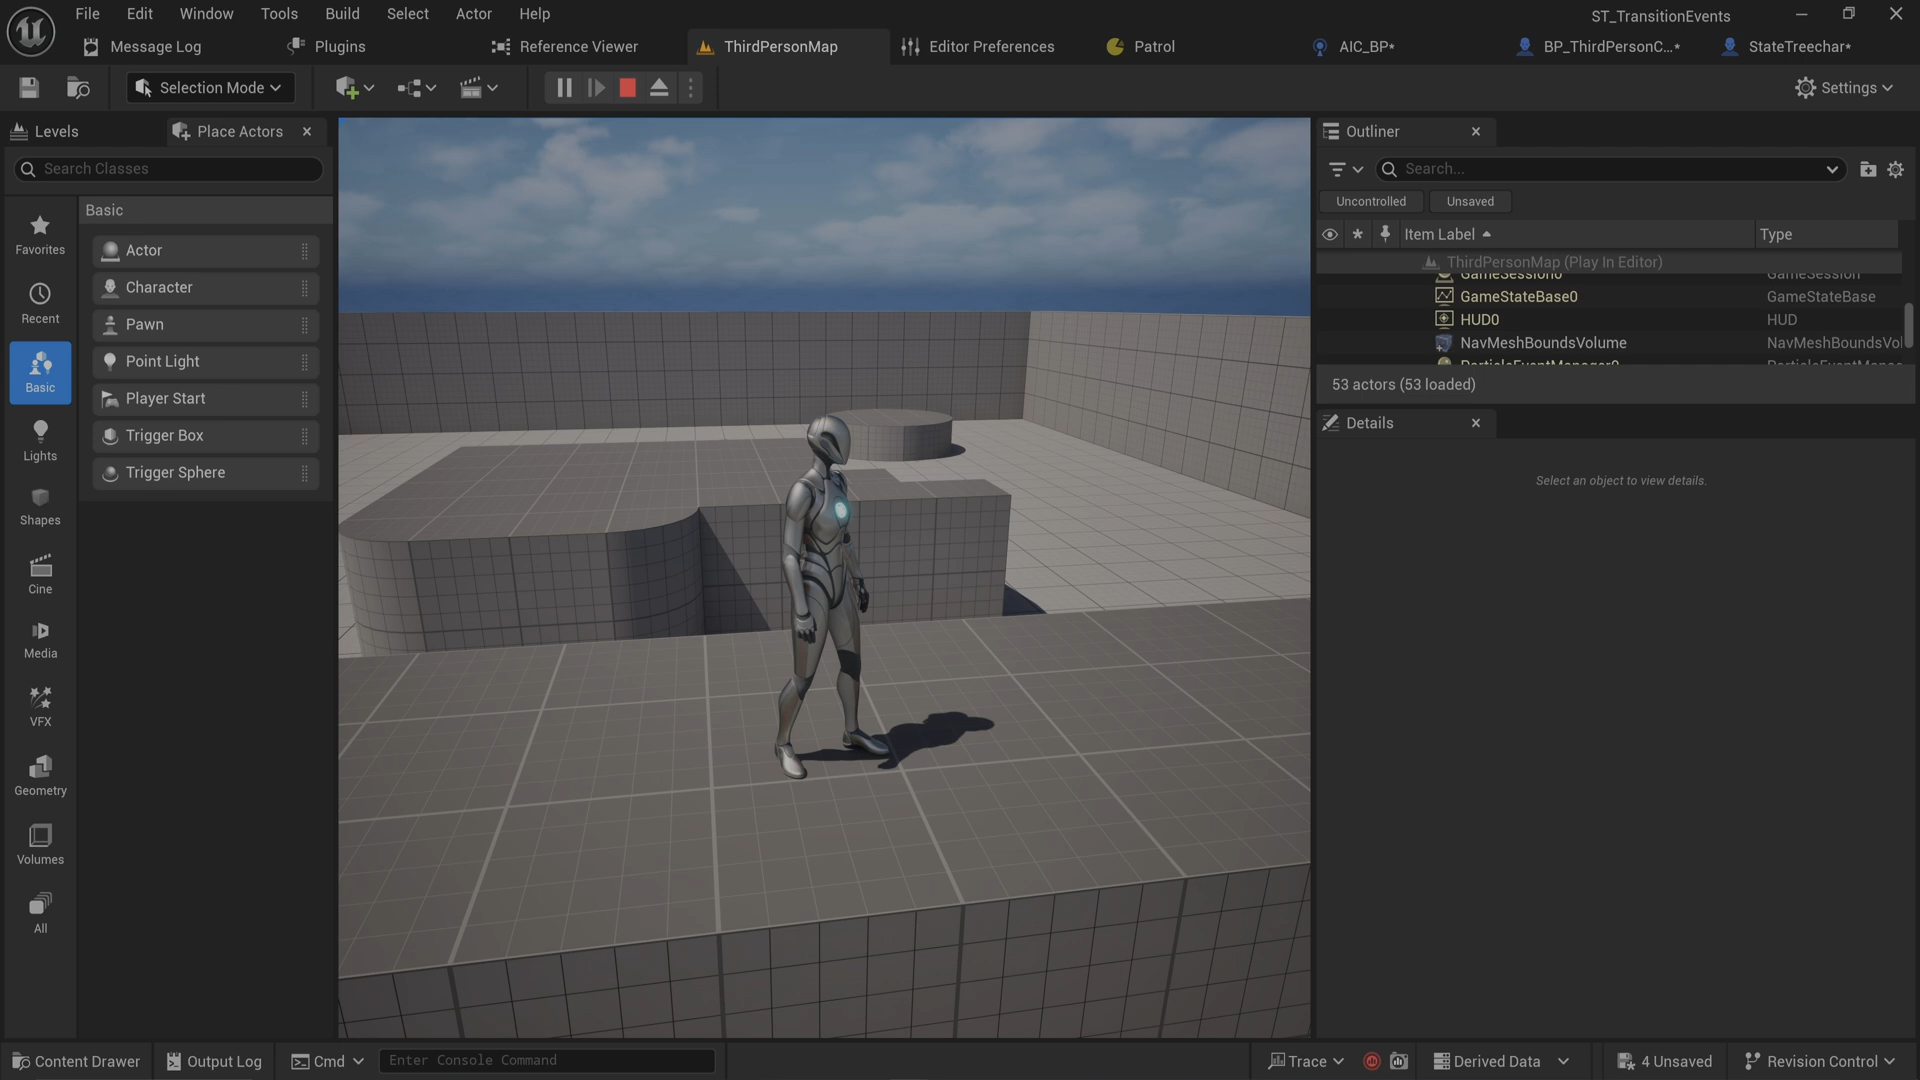 File Edit Window Tools Build Select Actor Help
ST_TransitionEvents
Message Log
Plugins
Reference Viewer
ThirdPersonMap
Editor Preferences
Patrol
AIC_BP*
BP_ThirdPersonC...*
StateTreechar*
Selection Mode
Settings
Levels
Place Actors
Search Classes
Favorites
Recent
Basic
Lights
Shapes
Cine
Media
VFX
Geometry
Volumes
All
Basic
Actor
Character
Pawn
Point Light
Player Start
Trigger Box
Trigger Sphere
Outliner
Search...
Uncontrolled
Unsaved
Item Label
Type
ThirdPersonMap (Play In Editor)
GameSession0 GameSession
GameStateBase0 GameStateBase
HUD0 HUD
NavMeshBoundsVolume NavMeshBoundsVol
53 actors (53 loaded)
Details
Select an object to view details.
Content Drawer
Output Log
Cmd
Enter Console Command
Trace
Derived Data
4 Unsaved
Revision Control